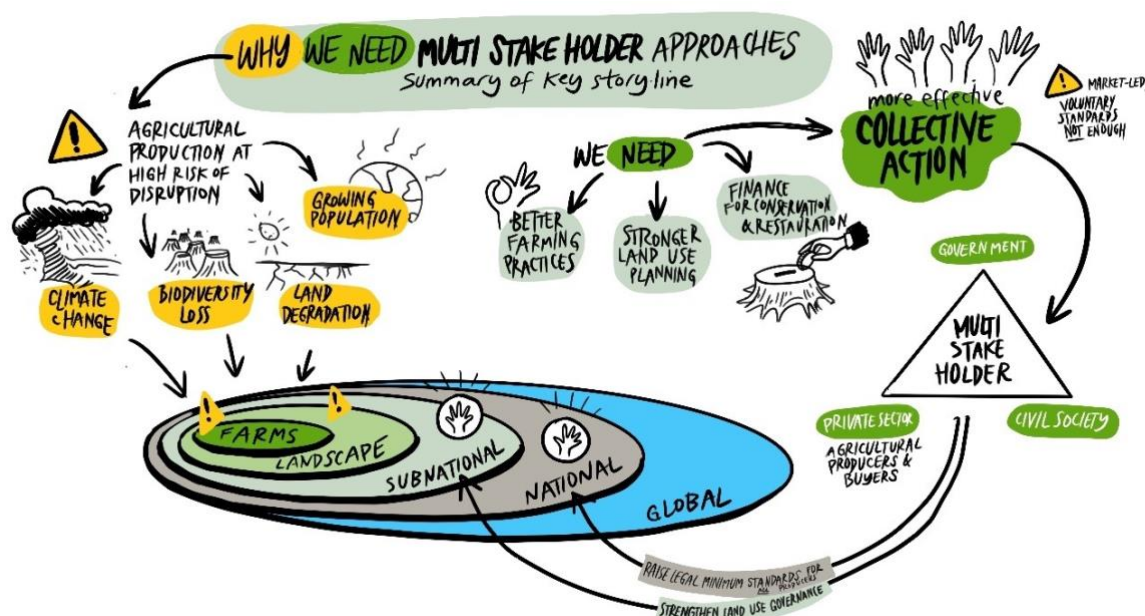 WHY WE NEED MULTI STAKE HOLDER APPROACHES
Summary of key story-line
AGRICULTURAL
PRODUCTION AT
HIGH RISK OF
DISRUPTION
GROWING
POPULATION
CLIMATE
CHANGE
BIODIVERSITY
LOSS
LAND
DEGRADATION
WE NEED
BETTER
FARMING
PRACTICES
STRONGER
LAND USE
PLANNING
FINANCE
FOR CONSERVATION
& RESTAURATION
more effective
COLLECTIVE
ACTION
MARKET-LED
VOLUNTARY
STANDARDS
NOT ENOUGH
GOVERNMENT
MULTI
STAKE
HOLDER
PRIVATE SECTOR
AGRICULTURAL
PRODUCERS &
BUYERS
CIVIL SOCIETY
FARMS
LANDSCAPE
SUBNATIONAL
NATIONAL
GLOBAL
RAISE LEGAL MINIMUM STANDARDS FOR
ALL PRODUCERS
STRENGTHEN LAND USE GOVERNANCE